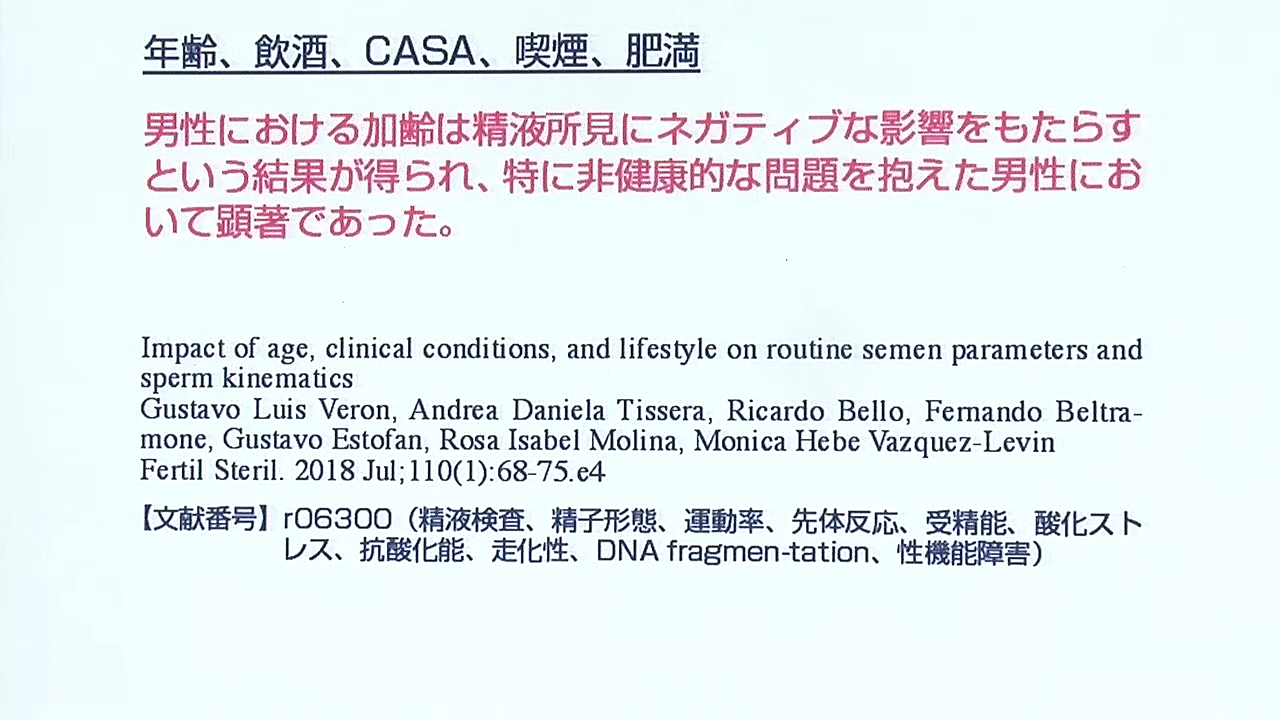 年齢、飲酒、CASA、喫煙、肥満
男性における加齢は精液所見にネガティブな影響をもたらす
という結果が得られ、特に非健康的な問題を抱えた男性にお
いて顕著であった。
Impact of age, clinical conditions, and lifestyle on routine semen parameters and
sperm kinematics
Gustavo Luis Veron, Andrea Daniela Tissera, Ricardo Bello, Fernando Beltra-
mone, Gustavo Estofan, Rosa Isabel Molina, Monica Hebe Vazquez-Levin
Fertil Steril. 2018 Jul;110(1):68-75.e4
【文献番号】r06300（精液検査、精子形態、運動率、先体反応、受精能、酸化スト
レス、抗酸化能、走化性、DNA fragmen-tation、性機能障害）